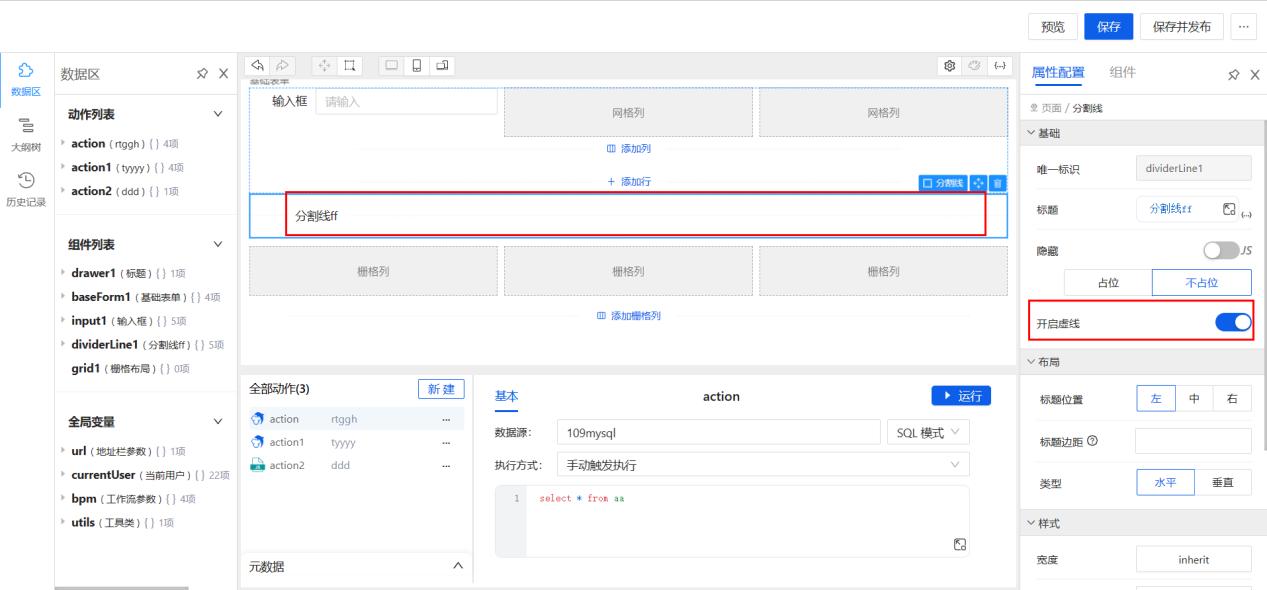 预览
保存
保存并发布
...
数据区
大纲树
历史记录
数据区
动作列表
action（rtggh）{ } 4项
action1（tyyyy）{ } 4项
action2（ddd）{ } 1项
组件列表
drawer1（标题）{ } 1项
baseForm1（基础表单）{ } 4项
input1（输入框）{ } 5项
dividerLine1（分割线ff）{ } 5项
grid1（栅格布局）{ } 0项
全局变量
url（地址栏参数）{ } 1项
currentUser（当前用户）{ } 22项
bpm（工作流参数）{ } 4项
utils（工具类）{ } 1项
基础表单
输入框 请输入
网格列
网格列
添加列
+ 添加行
分割线
分割线ff
栅格列
栅格列
栅格列
添加栅格列
全部动作(3)
新 建
action rtggh ...
action1 tyyyy ...
action2 ddd ...
元数据
基本
action
运行
数据源： 109mysql
SQL 模式
执行方式： 手动触发执行
1 select * from aa
属性配置
组件
页面 / 分割线
基础
唯一标识 dividerLine1
标题 分割线ff
(...)
隐藏 JS
占位 不占位
开启虚线
布局
标题位置 左 中 右
标题边距
类型 水平 垂直
样式
宽度 inherit